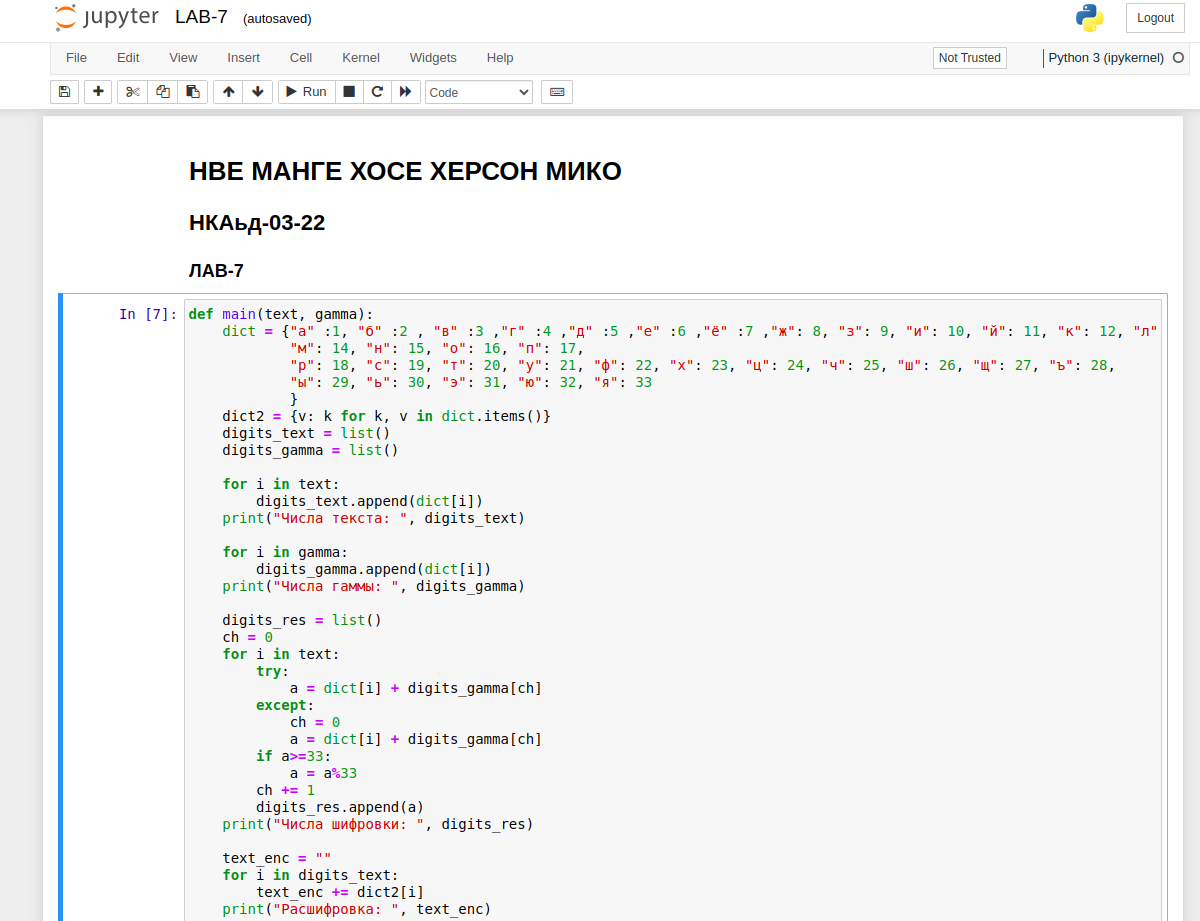 jupyter LAB-7 (autosaved) Logout
File Edit View Insert Cell Kernel Widgets Help Not Trusted Python 3 (ipykernel)
Run Code
НВЕ МАНГЕ ХОСЕ ХЕРСОН МИКО
НКАьд-03-22
ЛАВ-7
In [7]: def main(text, gamma):
dict = {"а" :1, "б" :2 , "в" :3 ,"г" :4 ,"д" :5 ,"е" :6 ,"ё" :7 ,"ж": 8, "з": 9, "и": 10, "й": 11, "к": 12, "л"
"м": 14, "н": 15, "о": 16, "п": 17,
"р": 18, "с": 19, "т": 20, "у": 21, "ф": 22, "х": 23, "ц": 24, "ч": 25, "ш": 26, "щ": 27, "ъ": 28,
"ы": 29, "ь": 30, "э": 31, "ю": 32, "я": 33
}
dict2 = {v: k for k, v in dict.items()}
digits_text = list()
digits_gamma = list()
for i in text:
digits_text.append(dict[i])
print("Числа текста: ", digits_text)
for i in gamma:
digits_gamma.append(dict[i])
print("Числа гаммы: ", digits_gamma)
digits_res = list()
ch = 0
for i in text:
try:
a = dict[i] + digits_gamma[ch]
except:
ch = 0
a = dict[i] + digits_gamma[ch]
if a>=33:
a = a%33
ch += 1
digits_res.append(a)
print("Числа шифровки: ", digits_res)
text_enc = ""
for i in digits_text:
text_enc += dict2[i]
print("Расшифровка: ", text_enc)